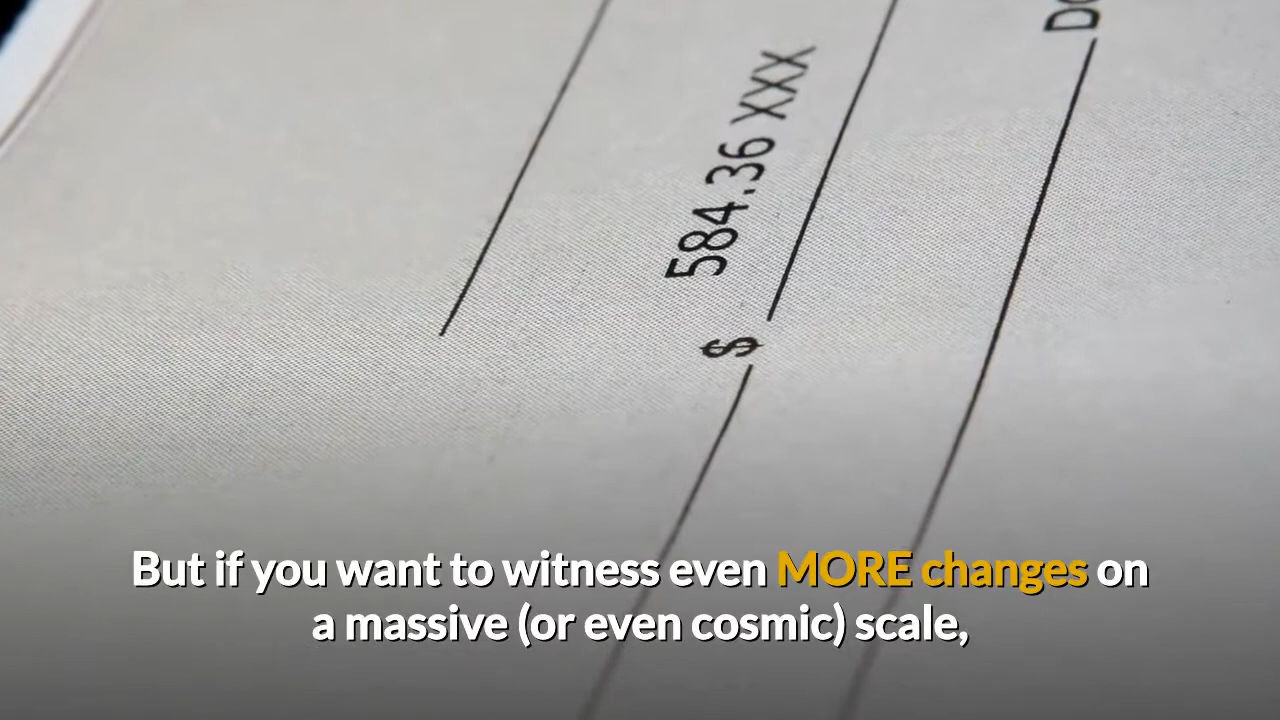 584.36 XXX
$
But if you want to witness even MORE changes on
a massive (or even cosmic) scale,